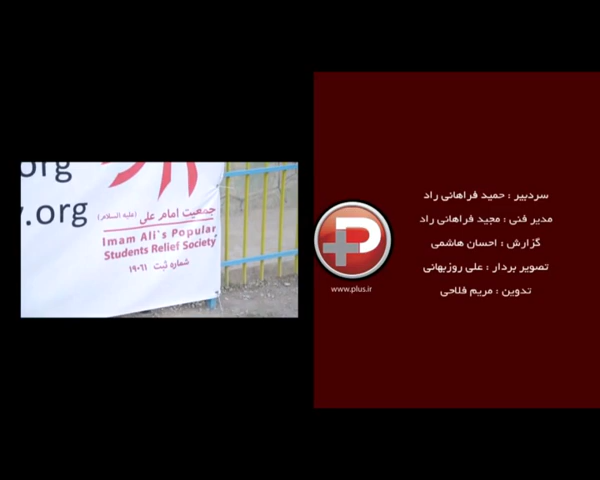 org
y.org
جمعیت امام علی (علیه السلام)
Imam Ali`s Popular
Students Relief Society
شماره ثبت ۱۹۰۶۱
سردبیر : حمید فراهانی راد
مدیر فنی : مجید فراهانی راد
گزارش : احسان هاشمی
تصویر بردار : علی روزبهانی
تدوین : مریم فلاحی
www.plus.ir